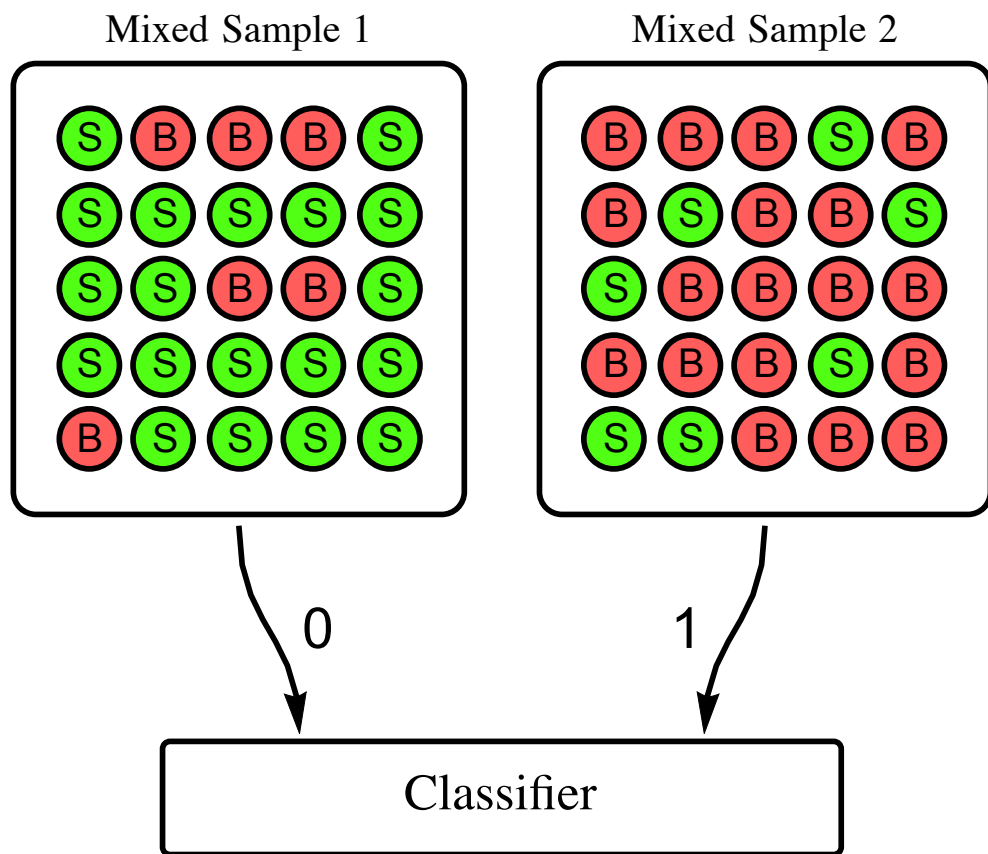 Mixed Sample 1 Mixed Sample 2
S B B B S B B B S B
S S S S S B S B B S
S S B B S S B B B B
S S S S S B B B S B
B S S S S S S B B B
0 1
Classifier